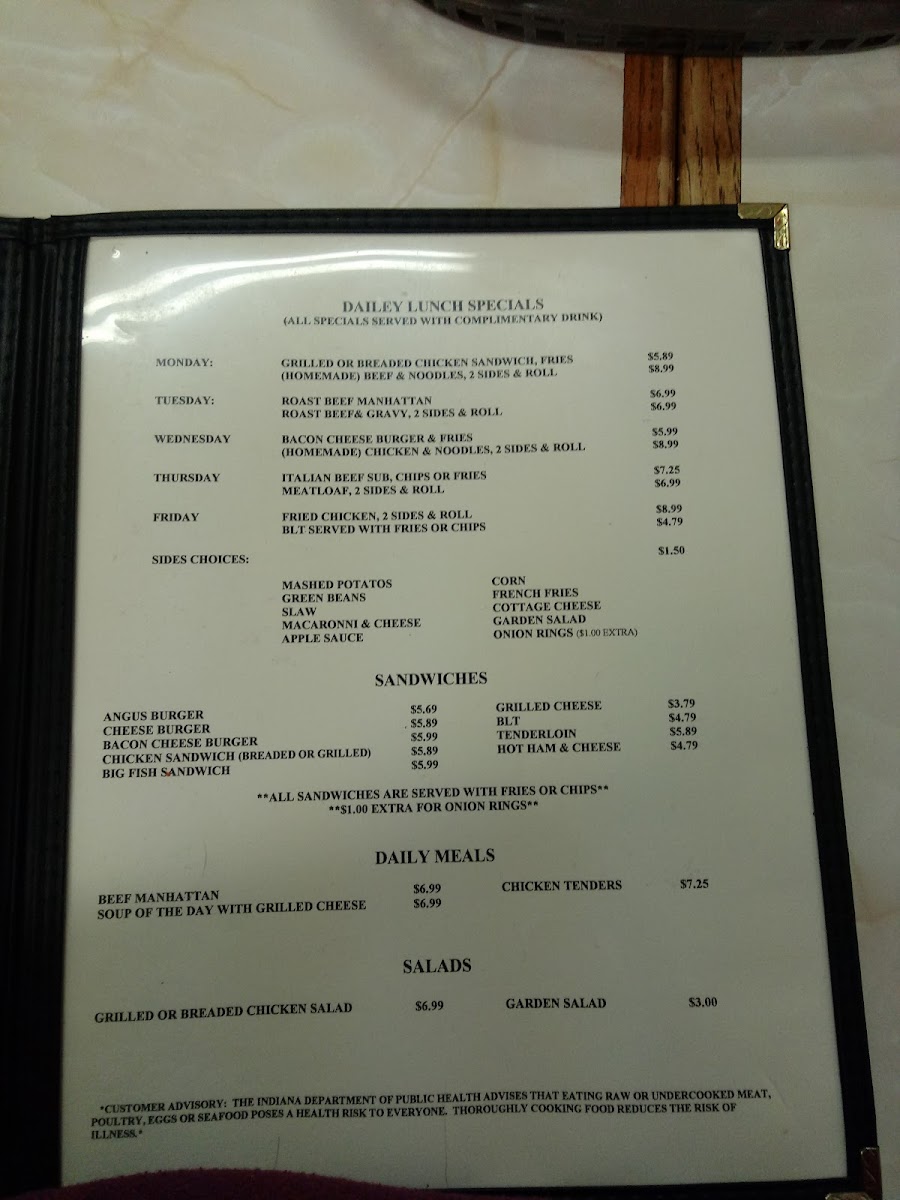 DAILEY LUNCH SPECIALS
(ALL SPECIALS SERVED WITH COMPLIMENTARY DRINK)
MONDAY: GRILLED OR BREADED CHICKEN SANDWICH, FRIES $5.89
(HOMEMADE) BEEF & NOODLES, 2 SIDES & ROLL $8.99
TUESDAY: ROAST BEEF MANHATTAN $6.99
ROAST BEEF& GRAVY, 2 SIDES & ROLL $6.99
WEDNESDAY BACON CHEESE BURGER & FRIES $5.99
(HOMEMADE) CHICKEN & NOODLES, 2 SIDES & ROLL $8.99
THURSDAY ITALIAN BEEF SUB, CHIPS OR FRIES $7.25
MEATLOAF, 2 SIDES & ROLL $6.99
FRIDAY FRIED CHICKEN, 2 SIDES & ROLL $8.99
BLT SERVED WITH FRIES OR CHIPS $4.79
SIDES CHOICES: $1.50
MASHED POTATOS CORN
GREEN BEANS FRENCH FRIES
SLAW COTTAGE CHEESE
MACARONNI & CHEESE GARDEN SALAD
APPLE SAUCE ONION RINGS ($1.00 EXTRA)
SANDWICHES
ANGUS BURGER $5.69 GRILLED CHEESE $3.79
CHEESE BURGER $5.89 BLT $4.79
BACON CHEESE BURGER $5.99 TENDERLOIN $5.89
CHICKEN SANDWICH (BREADED OR GRILLED) $5.89 HOT HAM & CHEESE $4.79
BIG FISH SANDWICH $5.99
**ALL SANDWICHES ARE SERVED WITH FRIES OR CHIPS**
**$1.00 EXTRA FOR ONION RINGS**
DAILY MEALS
BEEF MANHATTAN $6.99 CHICKEN TENDERS $7.25
SOUP OF THE DAY WITH GRILLED CHEESE $6.99
SALADS
GRILLED OR BREADED CHICKEN SALAD $6.99 GARDEN SALAD $3.00
*CUSTOMER ADVISORY: THE INDIANA DEPARTMENT OF PUBLIC HEALTH ADVISES THAT EATING RAW OR UNDERCOOKED MEAT,
POULTRY, EGGS OR SEAFOOD POSES A HEALTH RISK TO EVERYONE. THOROUGHLY COOKING FOOD REDUCES THE RISK OF
ILLNESS.*